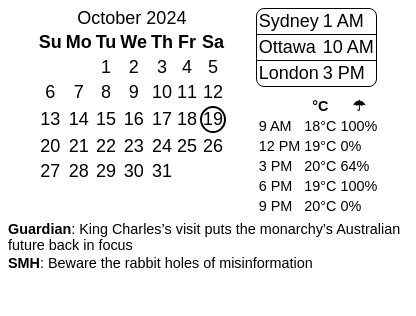 October 2024
Su Mo Tu We Th Fr Sa
1 2 3 4 5
6 7 8 9 10 11 12
13 14 15 16 17 18 19
20 21 22 23 24 25 26
27 28 29 30 31
Sydney 1 AM
Ottawa 10 AM
London 3 PM
°C ☂
9 AM 18°C 100%
12 PM 19°C 0%
3 PM 20°C 64%
6 PM 19°C 100%
9 PM 20°C 0%
Guardian: King Charles’s visit puts the monarchy’s Australian
future back in focus
SMH: Beware the rabbit holes of misinformation